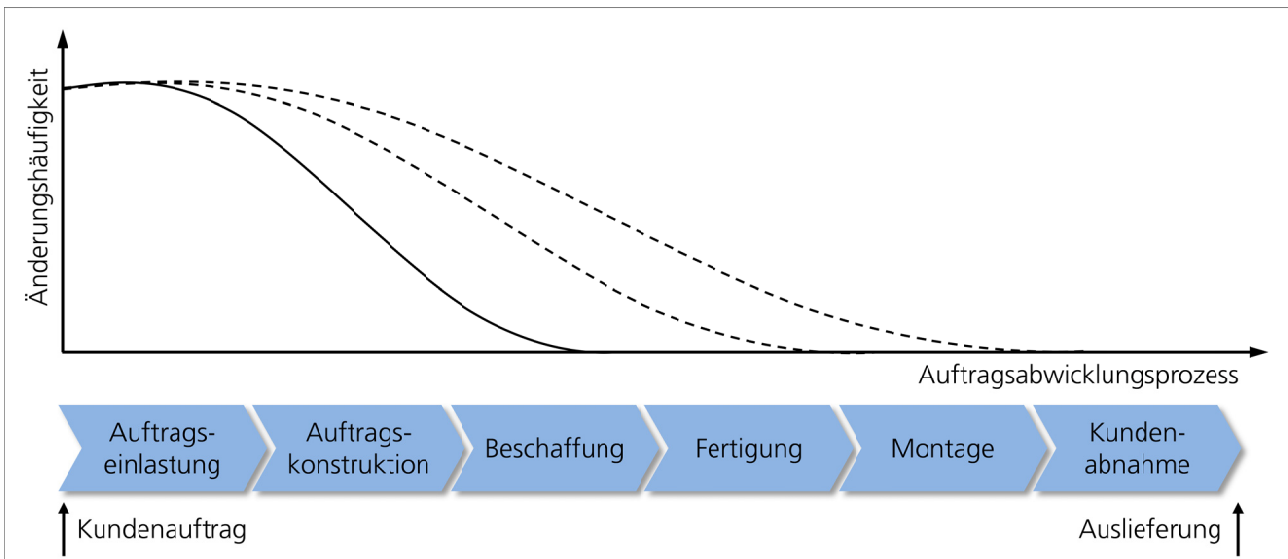 Änderungshäufigkeit
Auftragsabwicklungsprozess
Auftrags-
einlastung
Auftrags-
konstruktion
Beschaffung
Fertigung
Montage
Kunden-
abnahme
Kundenauftrag
Auslieferung